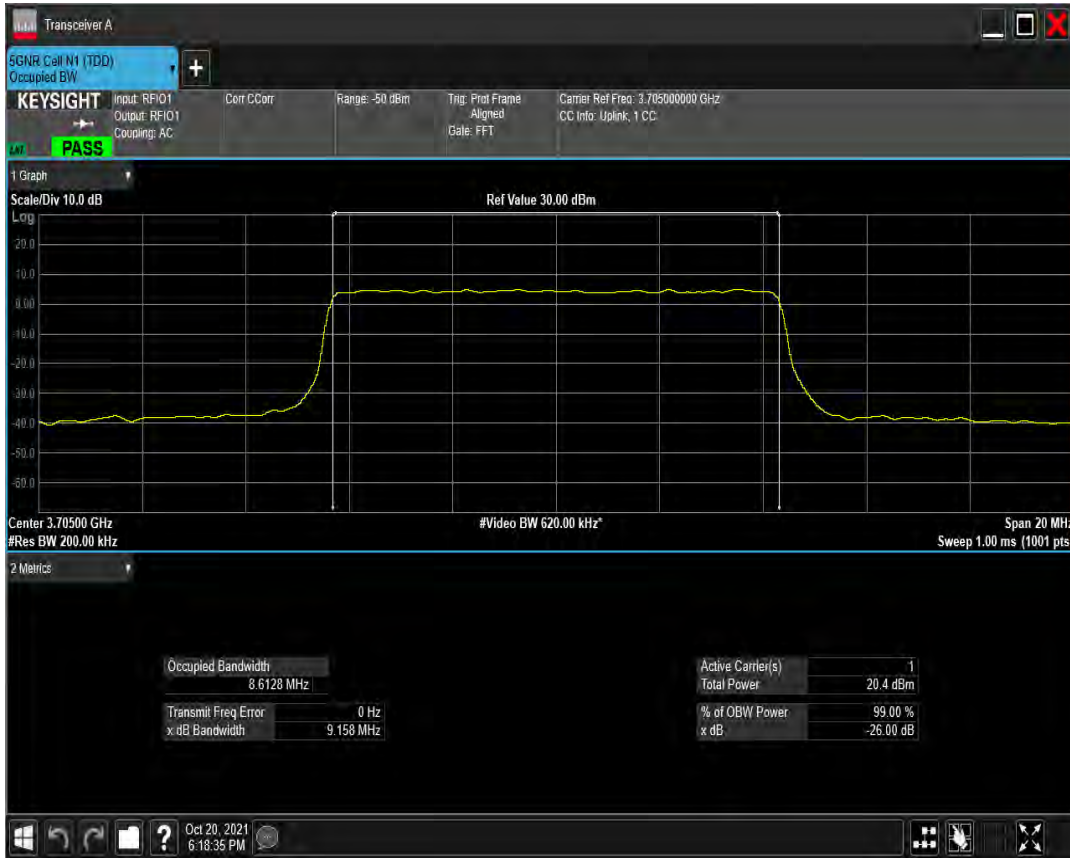 Transceiver A
5GNR Cell N1 (TDD)
Occupied BW
+
KEYSIGHT
PASS
Input: RFIO1
Output: RFIO1
Coupling: AC
Corr CCorr
Range: -50 dBm
Trig: Prot Frame
Aligned
Gate: FFT
Carrier Ref Freq: 3.705000000 GHz
CC Info: Uplink, 1 CC
1 Graph
Scale/Div 10.0 dB
Ref Value 30.00 dBm
Log
20.0
10.0
0.00
-10.0
-20.0
-30.0
-40.0
-50.0
-60.0
Center 3.70500 GHz
#Video BW 620.00 kHz*
Span 20 MHz
#Res BW 200.00 kHz
Sweep 1.00 ms (1001 pts
2 Metrics
Occupied Bandwidth
8.6128 MHz
Transmit Freq Error 0 Hz
x dB Bandwidth 9.158 MHz
Active Carrier(s) 1
Total Power 20.4 dBm
% of OBW Power 99.00 %
x dB -26.00 dB
?
Oct 20, 2021
6:18:35 PM